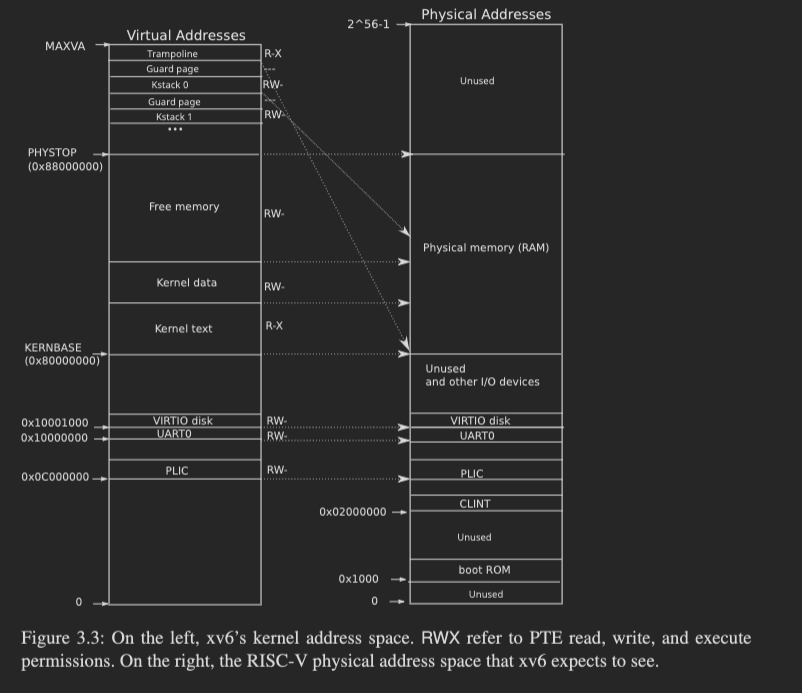 Virtual Addresses
MAXVA
Trampoline
R-X
Guard page
---
Kstack 0
RW-
Guard page
---
Kstack 1
RW-
...
PHYSTOP
(0x88000000)
Free memory
RW-
Kernel data
RW-
Kernel text
R-X
KERNBASE
(0x80000000)
0x10001000
VIRTIO disk
RW-
0x10000000
UART0
RW-
0x0C000000
PLIC
RW-
0
Physical Addresses
2^56-1
Unused
Physical memory (RAM)
Unused
and other I/O devices
VIRTIO disk
UART0
PLIC
CLINT
0x02000000
Unused
boot ROM
0x1000
Unused
0
Figure 3.3: On the left, xv6's kernel address space. RWX refer to PTE read, write, and execute
permissions. On the right, the RISC-V physical address space that xv6 expects to see.